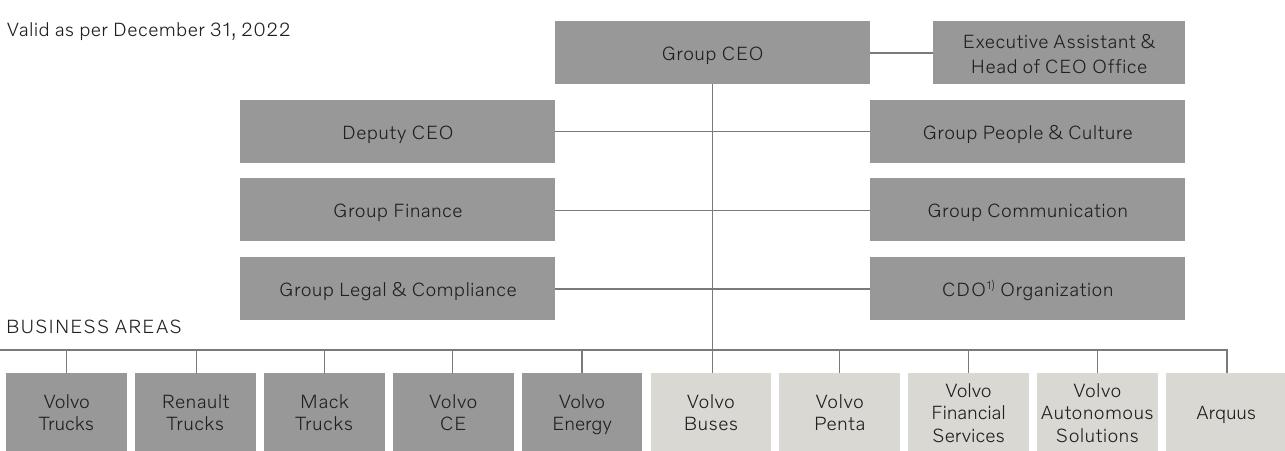 Valid as per December 31, 2022
Group CEO
Executive Assistant &
Head of CEO Office
Deputy CEO
Group People & Culture
Group Finance
Group Communication
Group Legal & Compliance
CDO1) Organization
BUSINESS AREAS
Volvo
Trucks
Renault
Trucks
Mack
Trucks
Volvo
CE
Volvo
Energy
Volvo
Buses
Volvo
Penta
Volvo
Financial
Services
Volvo
Autonomous
Solutions
Arquus